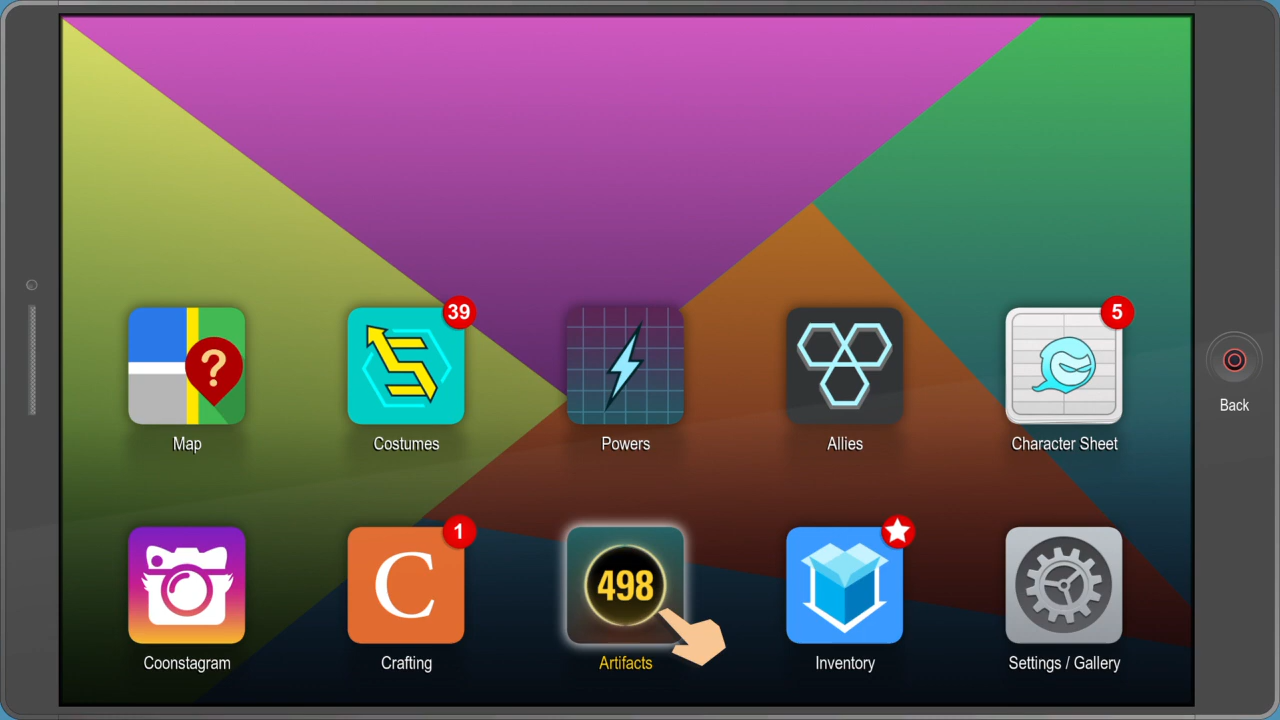 39
5
?
Map
Costumes
Powers
Allies
Character Sheet
Back
1
C
498
Coonstagram
Crafting
Artifacts
Inventory
Settings / Gallery